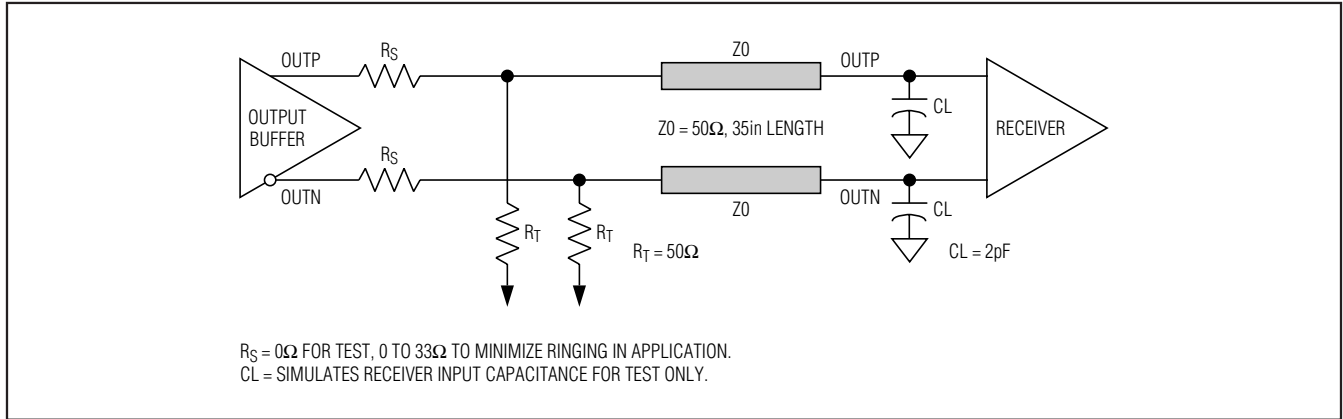 RS
OUTP
Z0
OUTP
CL
OUTPUT
BUFFER
Z0 = 50Ω, 35in LENGTH
RECEIVER
RS
OUTN
Z0
OUTN
CL
RT
RT
RT = 50Ω
CL = 2pF
RS = 0Ω FOR TEST, 0 TO 33Ω TO MINIMIZE RINGING IN APPLICATION.
CL = SIMULATES RECEIVER INPUT CAPACITANCE FOR TEST ONLY.